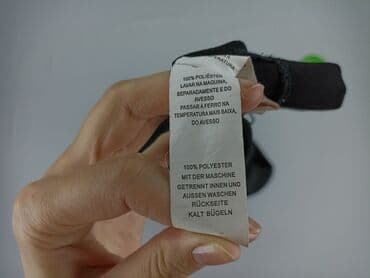 100% POLIÉSTER
LAVAR NA MAQUINA,
SEPARADAMENTE E DO
AVESSO
PASSAR A FERRO NA
TEMPERATURA MAIS BAIXA,
DO AVESSO
100% POLYESTER
MIT DER MASCHINE
GETRENNT INNEN UND
AUSSEN WASCHEN
RÜCKSEITE
KALT BÜGELN